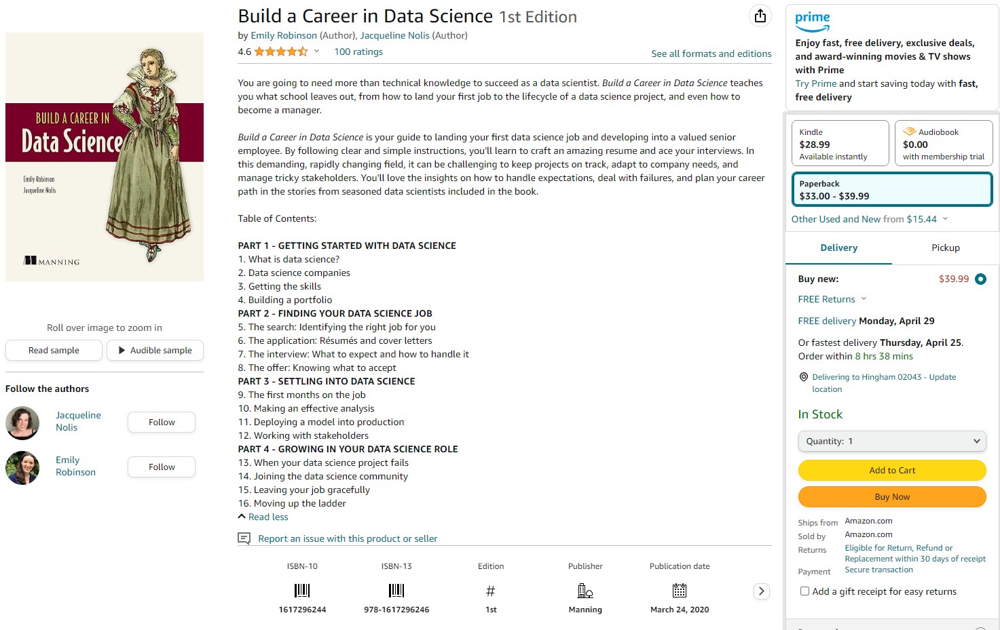 BUILD A CAREER IN
Data Science
Emily Robinson
Jacqueline Nolis
MANNING
Roll over image to zoom in
Read sample
Audible sample
Follow the authors
Jacqueline
Nolis
Follow
Emily
Robinson
Follow
Build a Career in Data Science 1st Edition
by Emily Robinson (Author), Jacqueline Nolis (Author)
4.6 100 ratings
See all formats and editions
You are going to need more than technical knowledge to succeed as a data scientist. Build a Career in Data Science teaches
you what school leaves out, from how to land your first job to the lifecycle of a data science project, and even how to
become a manager.
Build a Career in Data Science is your guide to landing your first data science job and developing into a valued senior
employee. By following clear and simple instructions, you'll learn to craft an amazing resume and ace your interviews. In
this demanding, rapidly changing field, it can be challenging to keep projects on track, adapt to company needs, and
manage tricky stakeholders. You'll love the insights on how to handle expectations, deal with failures, and plan your career
path in the stories from seasoned data scientists included in the book.
Table of Contents:
PART 1 - GETTING STARTED WITH DATA SCIENCE
1. What is data science?
2. Data science companies
3. Getting the skills
4. Building a portfolio
PART 2 - FINDING YOUR DATA SCIENCE JOB
5. The search: Identifying the right job for you
6. The application: Résumés and cover letters
7. The interview: What to expect and how to handle it
8. The offer: Knowing what to accept
PART 3 - SETTLING INTO DATA SCIENCE
9. The first months on the job
10. Making an effective analysis
11. Deploying a model into production
12. Working with stakeholders
PART 4 - GROWING IN YOUR DATA SCIENCE ROLE
13. When your data science project fails
14. Joining the data science community
15. Leaving your job gracefully
16. Moving up the ladder
Read less
Report an issue with this product or seller
ISBN-10
1617296244
ISBN-13
978-1617296246
Edition
#
1st
Publisher
Manning
Publication date
March 24, 2020
prime
Enjoy fast, free delivery, exclusive deals,
and award-winning movies & TV shows
with Prime
Try Prime and start saving today with fast,
free delivery
Kindle
$28.99
Available instantly
Audiobook
$0.00
with membership trial
Paperback
$33.00 - $39.99
Other Used and New from $15.44
Delivery
Pickup
Buy new: $39.99
FREE Returns
FREE delivery Monday, April 29
Or fastest delivery Thursday, April 25.
Order within 8 hrs 38 mins
Delivering to Hingham 02043 - Update
location
In Stock
Quantity: 1
Add to Cart
Buy Now
Ships from Amazon.com
Sold by Amazon.com
Returns Eligible for Return, Refund or
Replacement within 30 days of receipt
Payment Secure transaction
Add a gift receipt for easy returns